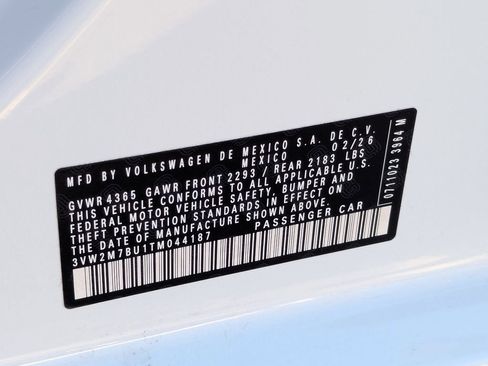 MFD BY VOLKSWAGEN DE MEXICO S.A. DE C.V.
MEXICO 02/26
GVWR 4365 GAWR FRONT 2293 / REAR 2183 LBS
THIS VEHICLE CONFORMS TO ALL APPLICABLE U.S.
FEDERAL MOTOR VEHICLE SAFETY, BUMPER AND
THEFT PREVENTION STANDARDS IN EFFECT ON
THE DATE OF MANUFACTURE SHOWN ABOVE.
3VW2M7BU1TM044187 PASSENGER CAR
0711023 3964 M